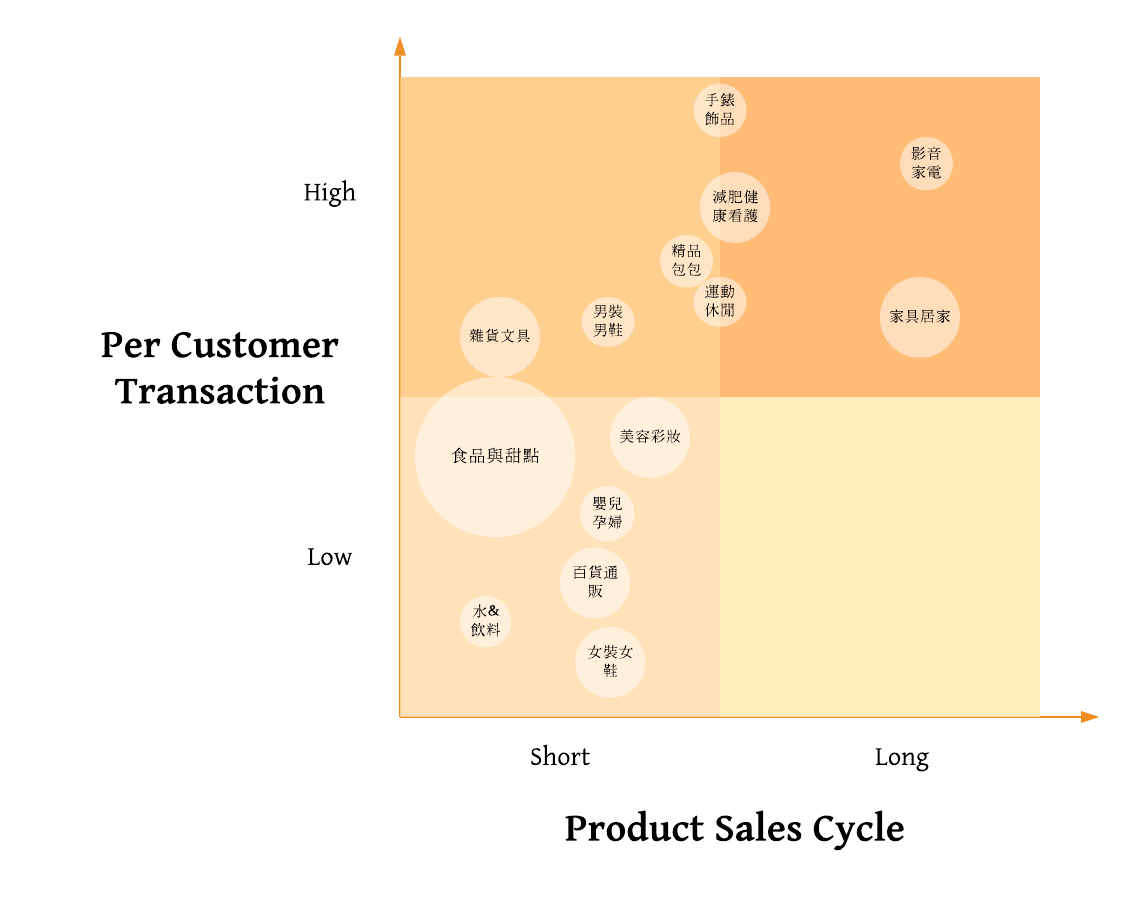 手錶
飾品
影音
家電
High
減肥健
康看護
精品
包包
運動
休閒
男裝
男鞋
雜貨文具
家具居家
Per Customer
Transaction
美容彩妝
食品與甜點
嬰兒
孕婦
Low
百貨通
販
水&
飲料
女裝女
鞋
Short
Long
Product Sales Cycle